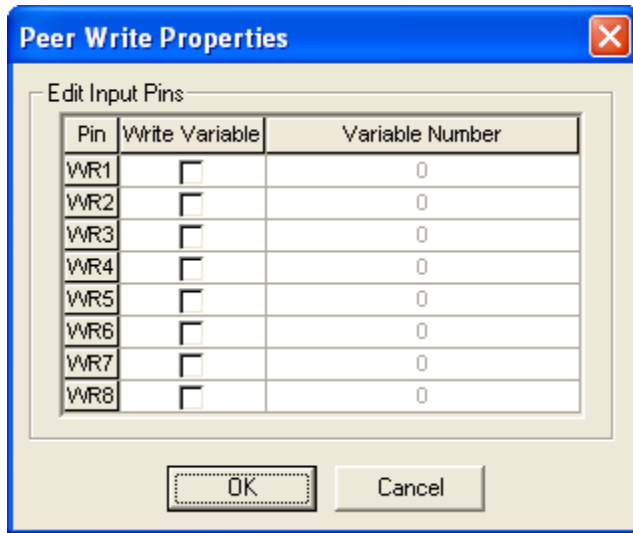 Peer Write Properties
Edit Input Pins
Pin Write Variable Variable Number
WR1 0
WR2 0
WR3 0
WR4 0
WR5 0
WR6 0
WR7 0
WR8 0
OK Cancel